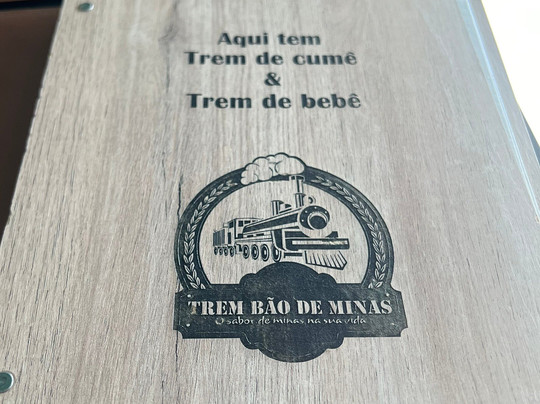 Aqui tem
Trem de cumê
&
Trem de bebê
TREM BÃO DE MINAS
O sabor de minas na sua vida